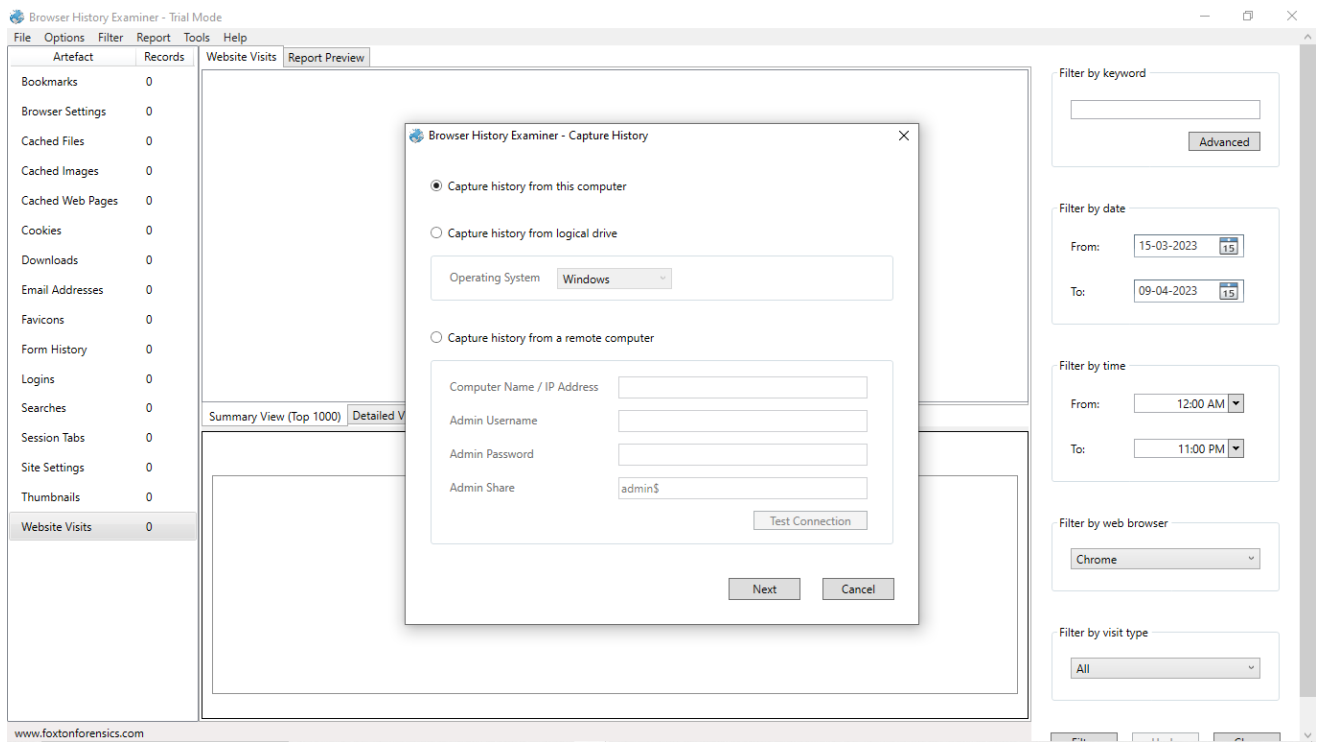 Browser History Examiner - Trial Mode
File Options Filter Report Tools Help
Artefact Records
Bookmarks 0
Browser Settings 0
Cached Files 0
Cached Images 0
Cached Web Pages 0
Cookies 0
Downloads 0
Email Addresses 0
Favicons 0
Form History 0
Logins 0
Searches 0
Session Tabs 0
Site Settings 0
Thumbnails 0
Website Visits 0
www.foxtonforensics.com
Website Visits Report Preview
Summary View (Top 1000) Detailed V
Browser History Examiner - Capture History
Capture history from this computer
Capture history from logical drive
Operating System Windows
Capture history from a remote computer
Computer Name / IP Address
Admin Username
Admin Password
Admin Share admin$
Test Connection
Next Cancel
Filter by keyword
Advanced
Filter by date
From: 15-03-2023 15
To: 09-04-2023 15
Filter by time
From: 12:00 AM
To: 11:00 PM
Filter by web browser
Chrome
Filter by visit type
All